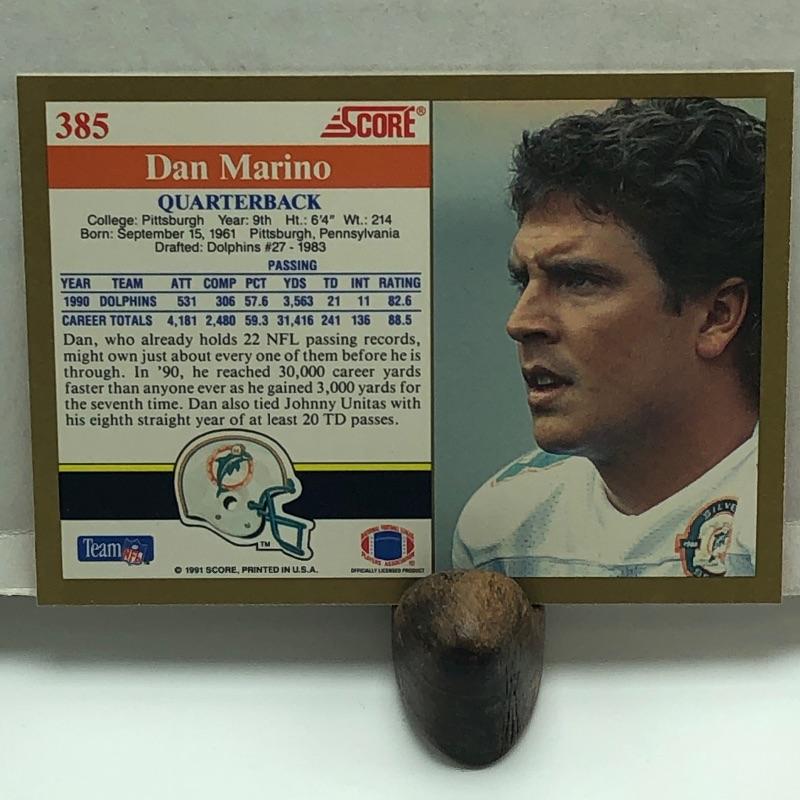 385
SCORE®
Dan Marino
QUARTERBACK
College: Pittsburgh Year: 9th Ht.: 6'4" Wt.: 214
Born: September 15, 1961 Pittsburgh, Pennsylvania
Drafted: Dolphins #27 - 1983
PASSING
YEAR TEAM ATT COMP PCT YDS TD INT RATING
1990 DOLPHINS 531 306 57.6 3,563 21 11 82.6
CAREER TOTALS 4,181 2,480 59.3 31,416 241 136 88.5
Dan, who already holds 22 NFL passing records,
might own just about every one of them before he is
through. In '90, he reached 30,000 career yards
faster than anyone ever as he gained 3,000 yards for
the seventh time. Dan also tied Johnny Unitas with
his eighth straight year of at least 20 TD passes.
TM
Team NFL
© 1991 SCORE, PRINTED IN U.S.A.
OFFICIALLY LICENSED PRODUCT
SILVE